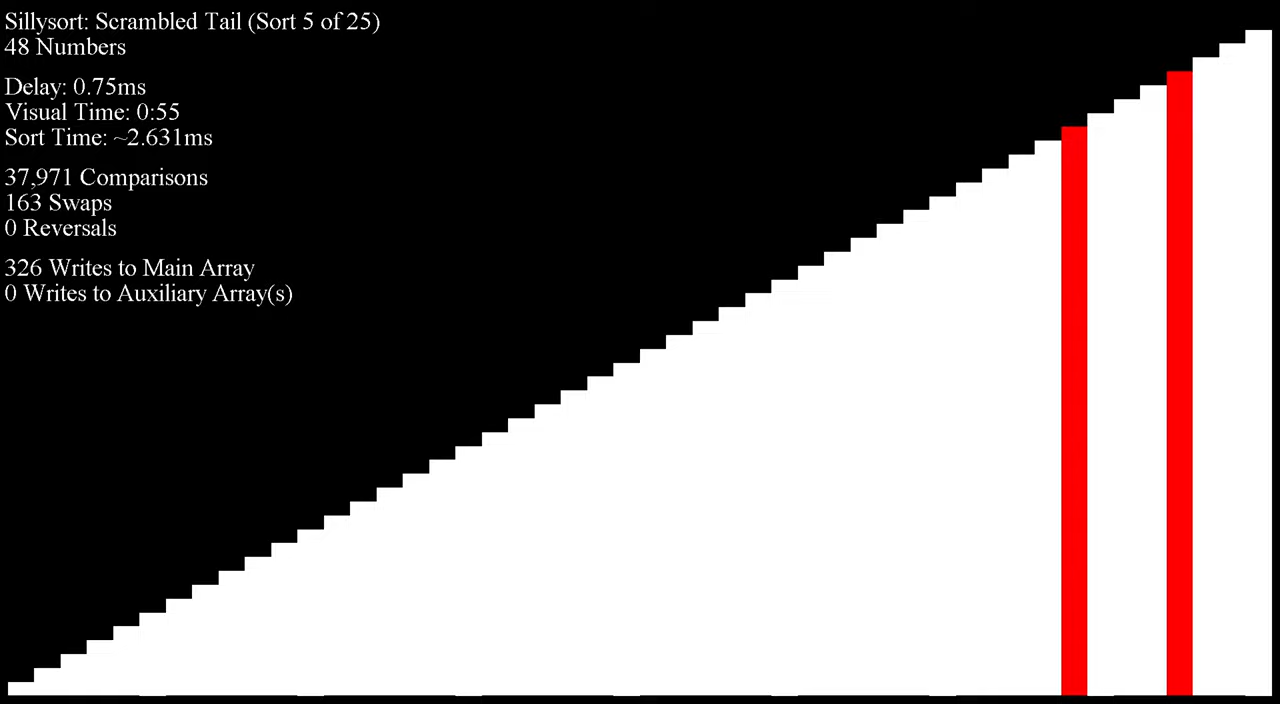 Sillysort: Scrambled Tail (Sort 5 of 25)
48 Numbers
Delay: 0.75ms
Visual Time: 0:55
Sort Time: ~2.631ms
37,971 Comparisons
163 Swaps
0 Reversals
326 Writes to Main Array
0 Writes to Auxiliary Array(s)